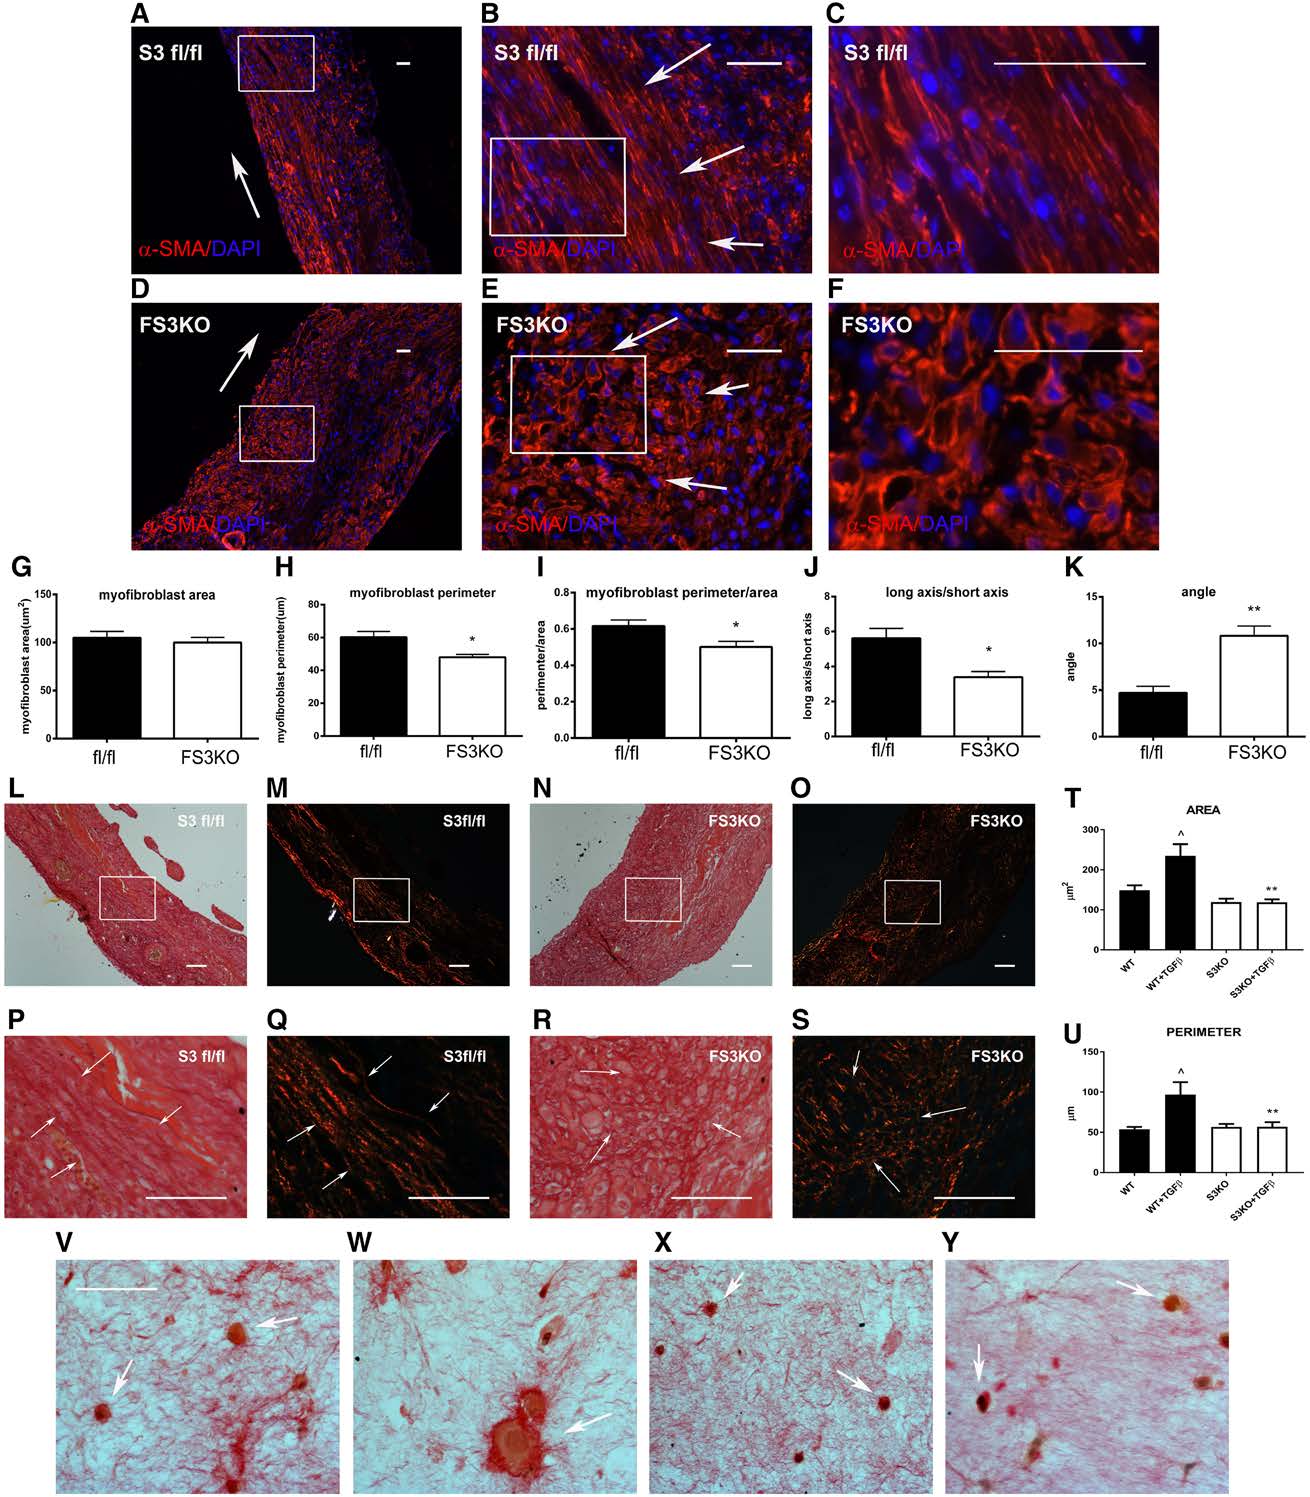 A
S3 fl/fl
α-SMA/DAPI
B
S3 fl/fl
α-SMA/DAPI
C
S3 fl/fl
α-SMA/DAPI
D
FS3KO
α-SMA/DAPI
E
FS3KO
α-SMA/DAPI
F
FS3KO
α-SMA/DAPI
G
myofibroblast area
myofibroblast area(um²)
150
100
50
0
fl/fl
FS3KO
H
myofibroblast perimeter
myofibroblast perimeter(um)
80
60
40
20
0
*
fl/fl
FS3KO
I
myofibroblast perimeter/area
perimenter/area
0.8
0.6
0.4
0.2
0.0
*
fl/fl
FS3KO
J
long axis/short axis
long axis/short axis
8
6
4
2
0
*
fl/fl
FS3KO
K
angle
angle
15
10
5
0
**
fl/fl
FS3KO
L
S3 fl/fl
M
S3fl/fl
N
FS3KO
O
FS3KO
T
AREA
µm²
300
200
100
0
^
**
WT
WT+TGFβ
S3KO
S3KO+TGFβ
P
S3 fl/fl
Q
S3fl/fl
R
FS3KO
S
FS3KO
U
PERIMETER
µm
150
100
50
0
^
**
WT
WT+TGFβ
S3KO
S3KO+TGFβ
V
W
X
Y